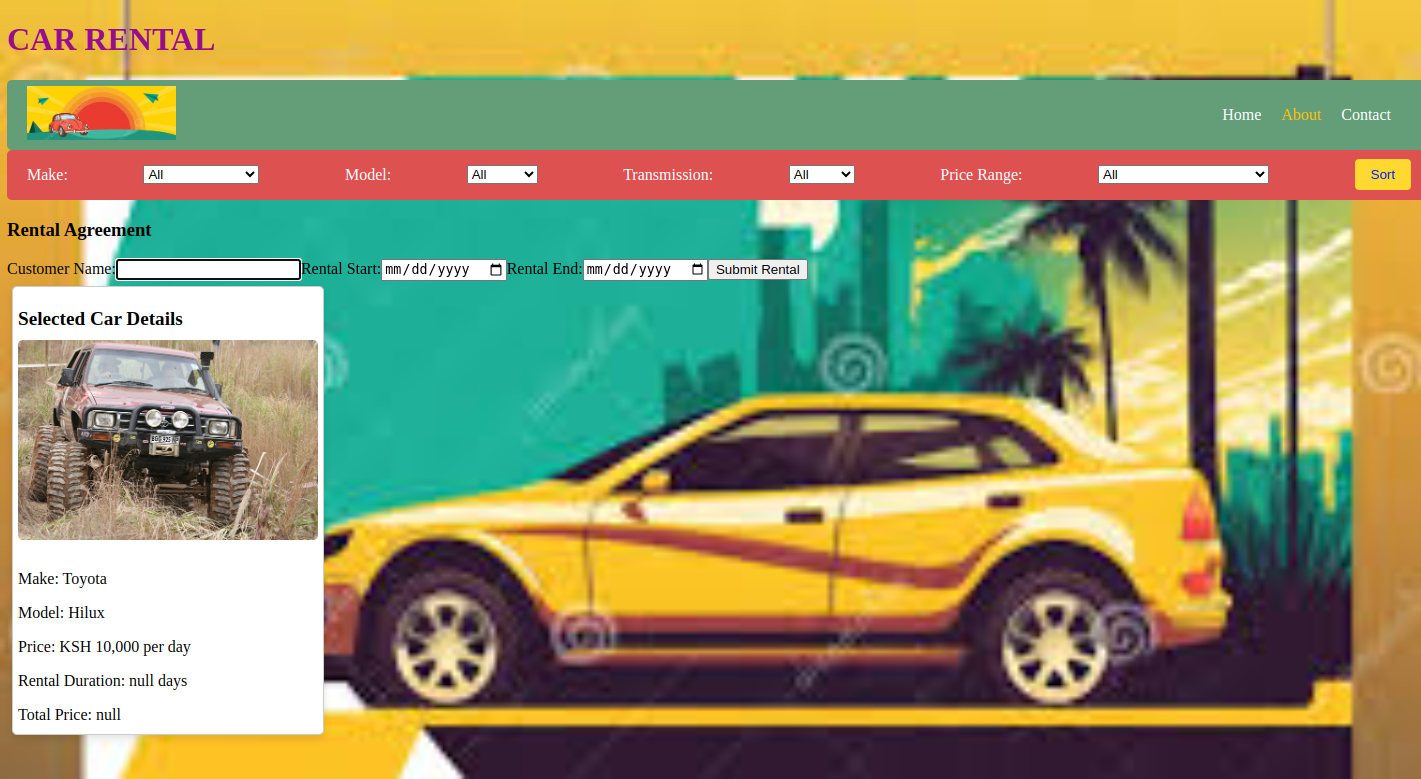 CAR RENTAL
Home About Contact
Make: All Model: All Transmission: All Price Range: All Sort
Rental Agreement
Customer Name: Rental Start: mm/dd/yyyy Rental End: mm/dd/yyyy Submit Rental
Selected Car Details
Make: Toyota
Model: Hilux
Price: KSH 10,000 per day
Rental Duration: null days
Total Price: null